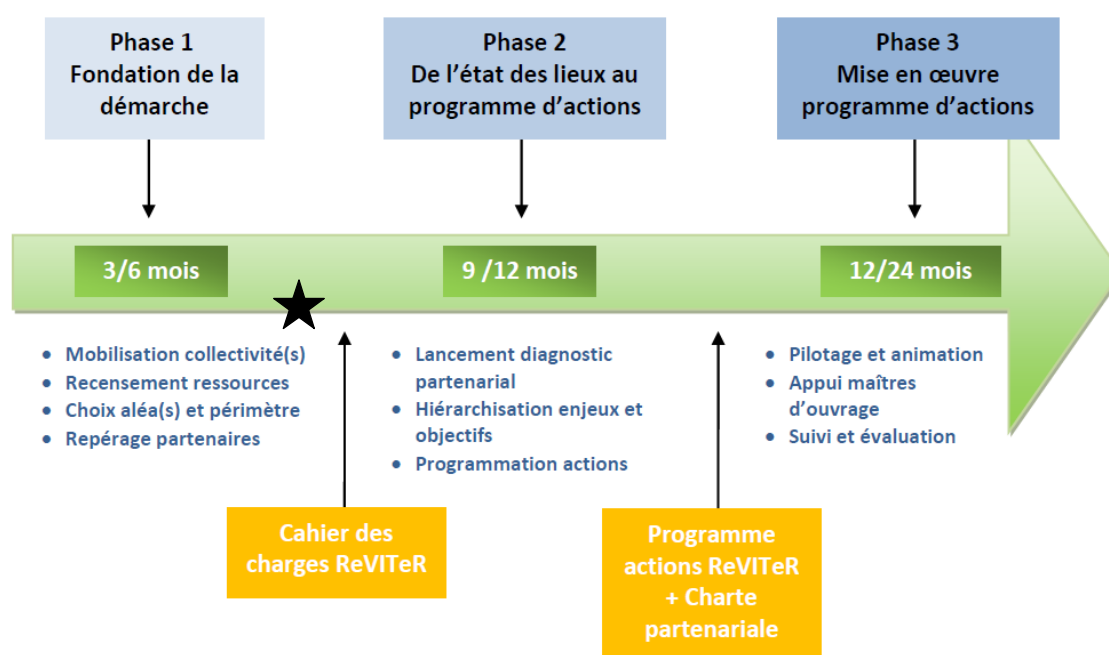 Phase 1
Fondation de la
démarche
Phase 2
De l'état des lieux au
programme d'actions
Phase 3
Mise en œuvre
programme d'actions
3/6 mois
9 /12 mois
12/24 mois
• Mobilisation collectivité(s)
• Recensement ressources
• Choix aléa(s) et périmètre
• Repérage partenaires
• Lancement diagnostic
partenarial
• Hiérarchisation enjeux et
objectifs
• Programmation actions
• Pilotage et animation
• Appui maîtres
d'ouvrage
• Suivi et évaluation
Cahier des
charges ReVITeR
Programme
actions ReVITeR
+ Charte
partenariale